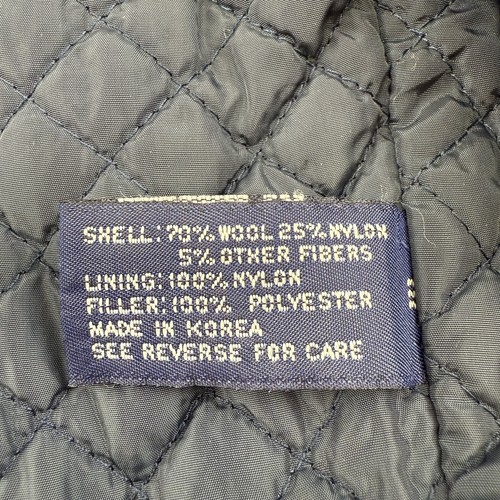 SHELL: 70% WOOL 25% NYLON
5% OTHER FIBERS
LINING: 100% NYLON
FILLER: 100% POLYESTER
MADE IN KOREA
SEE REVERSE FOR CARE